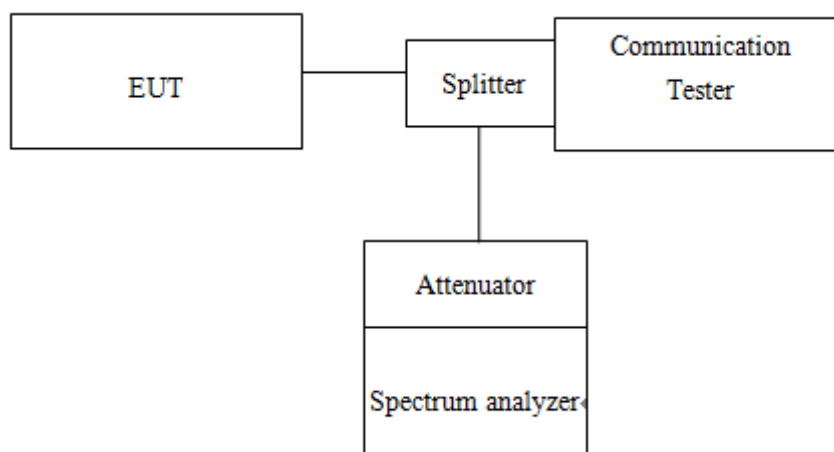 EUT
Splitter
Communication
Tester
Attenuator
Spectrum analyzer